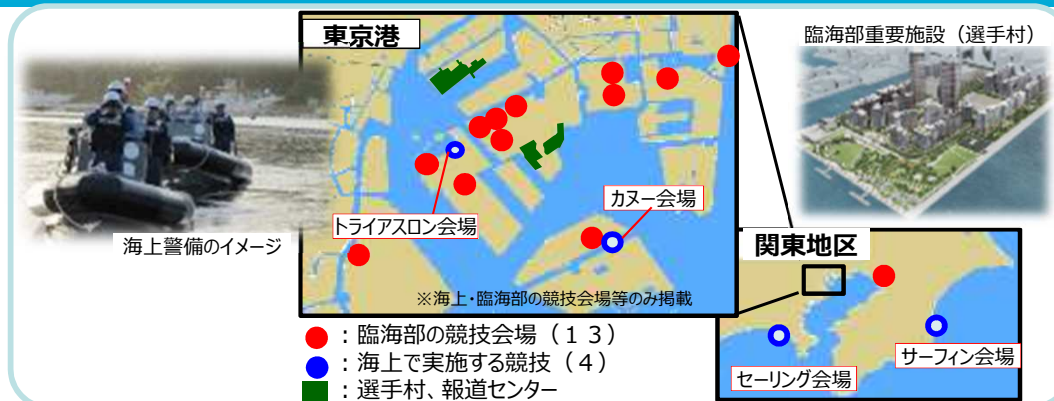 東京港
臨海部重要施設（選手村）
海上警備のイメージ
トライアスロン会場
カヌー会場
※海上・臨海部の競技会場等のみ掲載
関東地区
セーリング会場
サーフィン会場
：臨海部の競技会場（１３）
：海上で実施する競技（４）
：選手村、報道センター